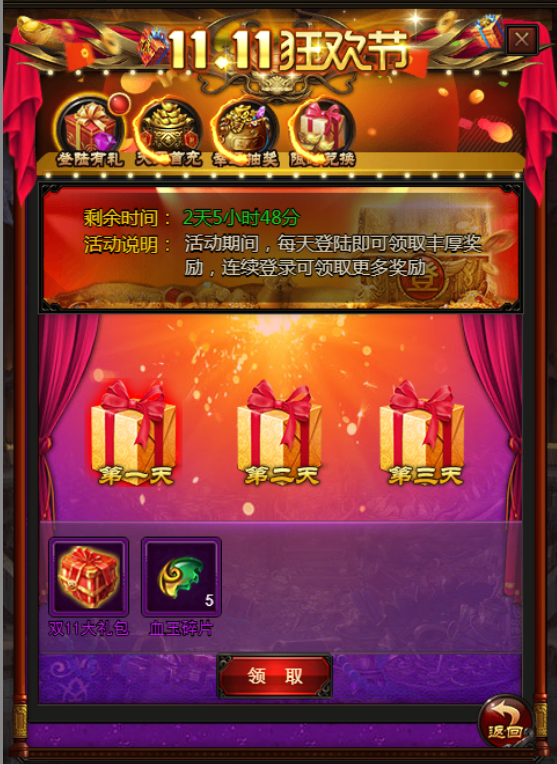 11.11狂欢节
登陆有礼
限时兑换
剩余时间： 2天5小时48分
活动说明： 活动期间，每天登陆即可领取丰厚奖
励，连续登录可领取更多奖励
第一天
第二天
第三天
5
双11大礼包
血玉碎片
领 取
返回